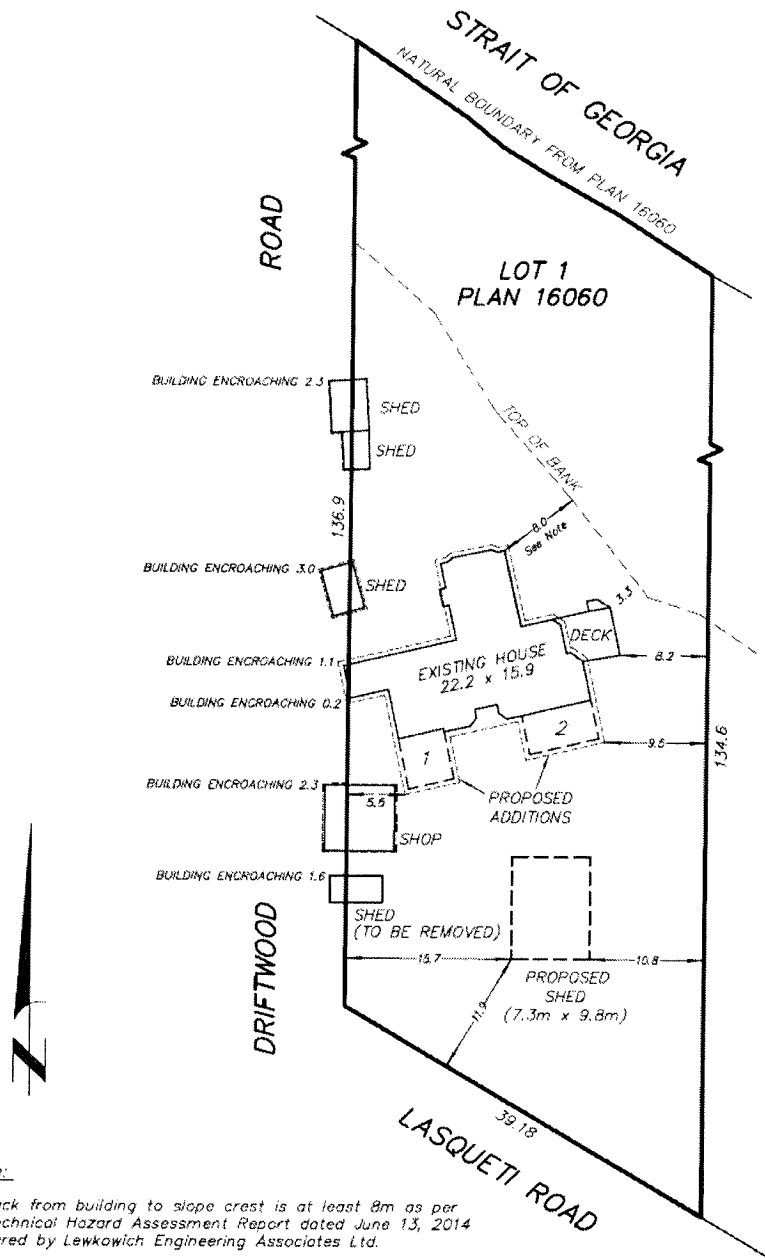 STRAIT OF GEORGIA
NATURAL BOUNDARY FROM PLAN 16060
ROAD
LOT 1
PLAN 16060
BUILDING ENCROACHING 2.3
SHED
SHED
TOP OF BANK
136.9
8.0
See Note
BUILDING ENCROACHING 3.0
SHED
3.3
DECK
BUILDING ENCROACHING 1.1
EXISTING HOUSE
22.2 x 15.9
8.2
BUILDING ENCROACHING 0.2
1
2
9.5
134.6
BUILDING ENCROACHING 2.3
5.5
PROPOSED
ADDITIONS
SHOP
BUILDING ENCROACHING 1.6
SHED
(TO BE REMOVED)
DRIFTWOOD
15.7
10.8
PROPOSED
SHED
(7.3m x 9.8m)
11.9
39.18
LASQUETI ROAD
ck from building to slope crest is at least 8m as per
chnical Hazard Assessment Report dated June 13, 2014
red by Lewkowich Engineering Associates Ltd.